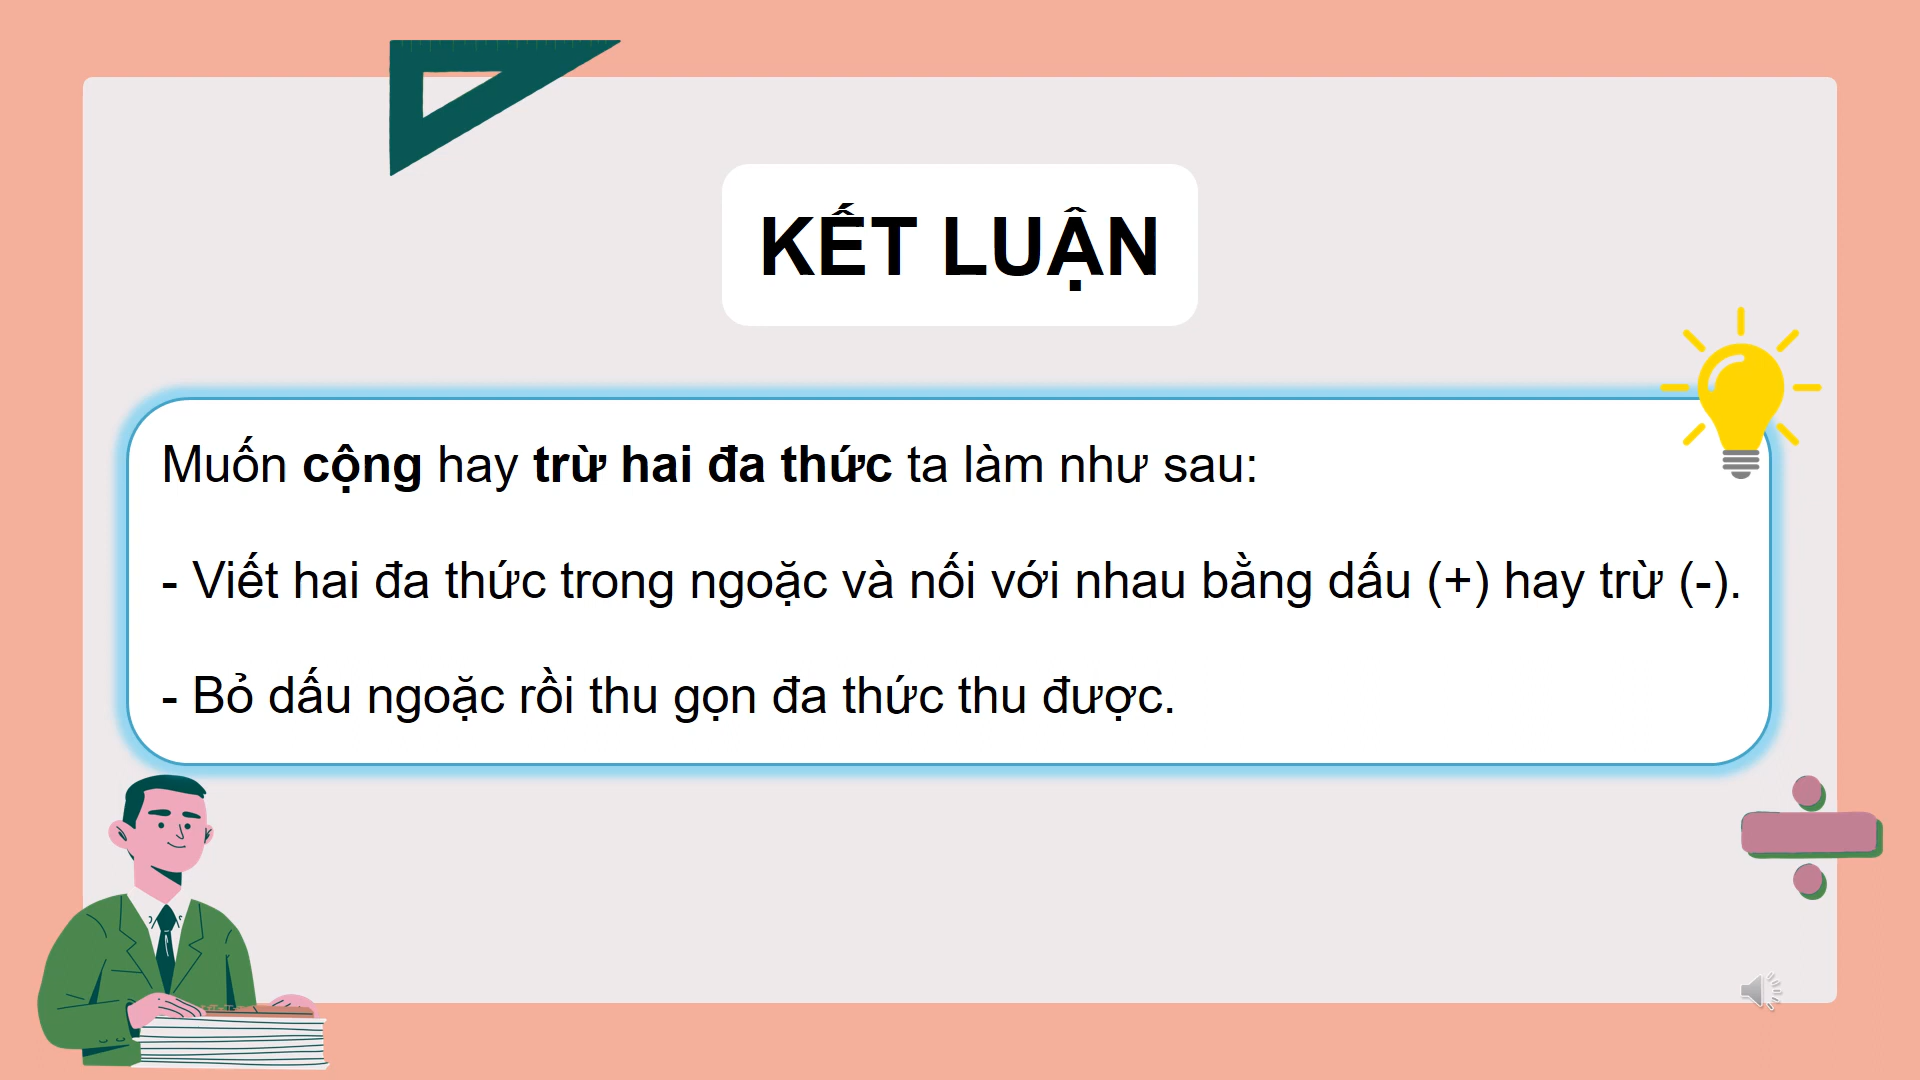 KẾT LUẬN
Muốn cộng hay trừ hai đa thức ta làm như sau:
- Viết hai đa thức trong ngoặc và nối với nhau bằng dấu (+) hay trừ (-).
- Bỏ dấu ngoặc rồi thu gọn đa thức thu được.